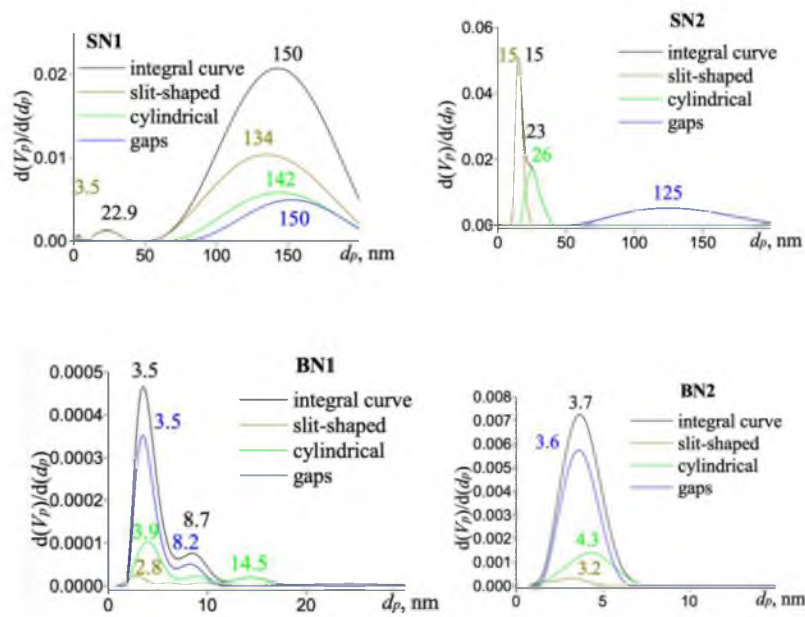 SN1
integral curve
slit-shaped
cylindrical
gaps
150
134
142
150
3.5
22.9
d(Vp)/d(dp)
0.02
0.01
0.00
0 50 100 150
dp, nm
SN2
integral curve
slit-shaped
cylindrical
gaps
15 15
23
26
125
d(Vp)/d(dp)
0.06
0.04
0.02
0.00
0 50 100 150
dp, nm
BN1
integral curve
slit-shaped
cylindrical
gaps
3.5
3.5
3.9
2.8
8.7
8.2
14.5
d(Vp)/d(dp)
0.0005
0.0004
0.0003
0.0002
0.0001
0.0000
0 10 20
dp, nm
BN2
integral curve
slit-shaped
cylindrical
gaps
3.7
3.6
4.3
3.2
d(Vp)/d(dp)
0.008
0.007
0.006
0.005
0.004
0.003
0.002
0.001
0.000
0 5 10
dp, nm